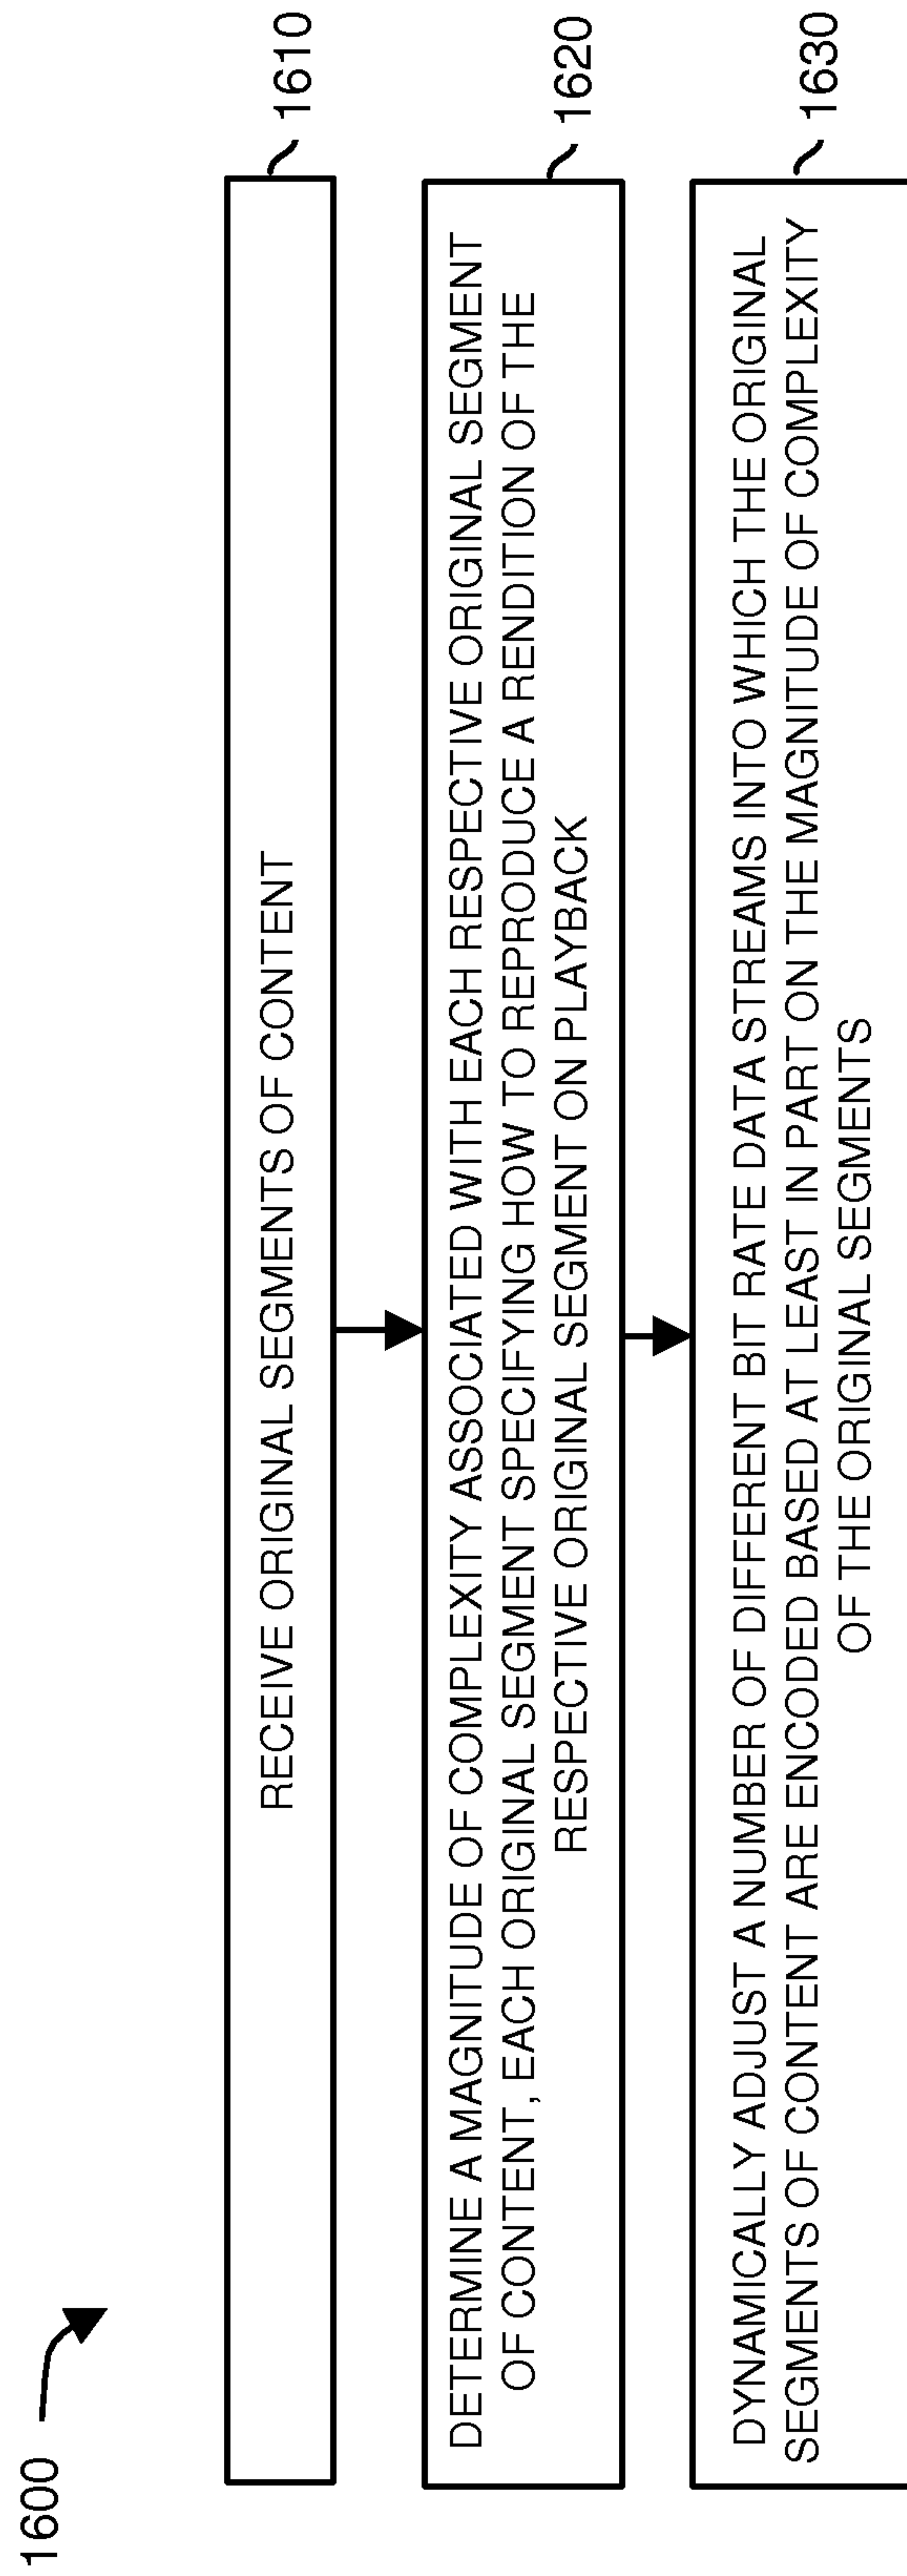 1600
RECEIVE ORIGINAL SEGMENTS OF CONTENT
1610
DETERMINE A MAGNITUDE OF COMPLEXITY ASSOCIATED WITH EACH RESPECTIVE ORIGINAL SEGMENT
OF CONTENT, EACH ORIGINAL SEGMENT SPECIFYING HOW TO REPRODUCE A RENDITION OF THE
RESPECTIVE ORIGINAL SEGMENT ON PLAYBACK
1620
DYNAMICALLY ADJUST A NUMBER OF DIFFERENT BIT RATE DATA STREAMS INTO WHICH THE ORIGINAL
SEGMENTS OF CONTENT ARE ENCODED BASED AT LEAST IN PART ON THE MAGNITUDE OF COMPLEXITY
OF THE ORIGINAL SEGMENTS
1630